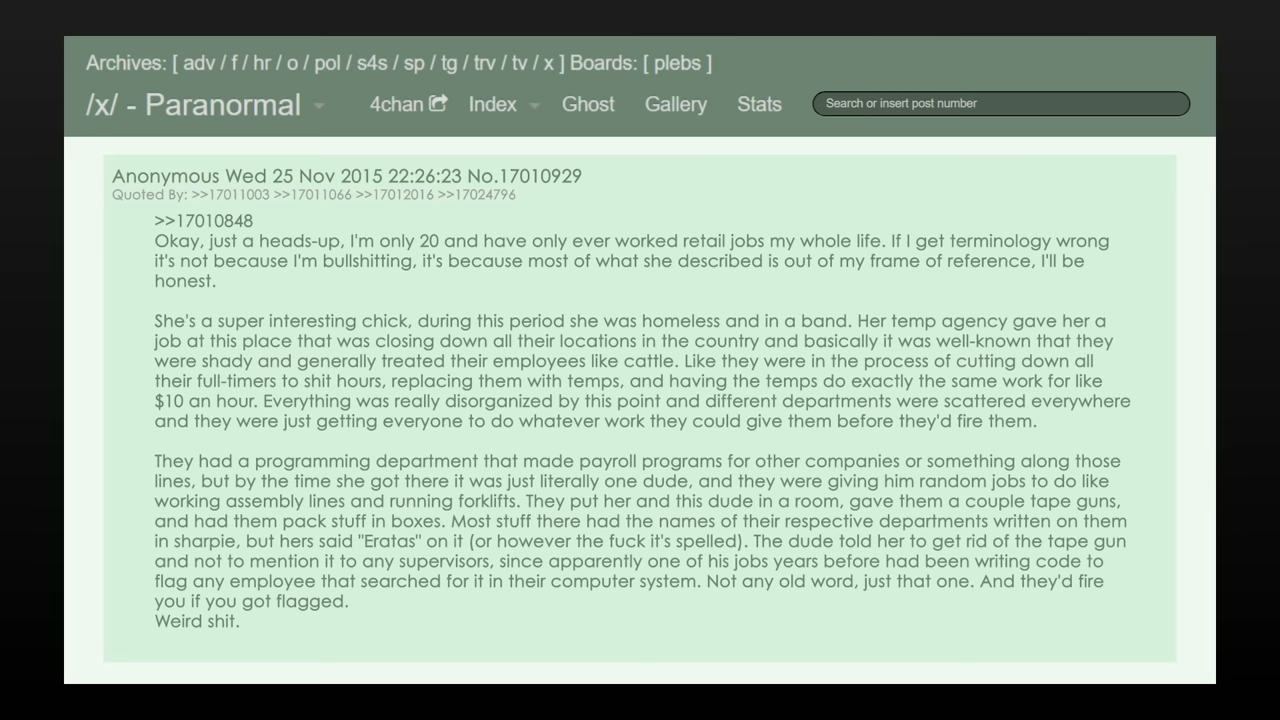 Archives: [ adv / f / hr / o / pol / s4s / sp / tg / trv / tv / x ] Boards: [ plebs ]
/x/ - Paranormal 4chan Index Ghost Gallery Stats Search or insert post number
Anonymous Wed 25 Nov 2015 22:26:23 No.17010929
Quoted By: >>17011003 >>17011066 >>17012016 >>17024796
>>17010848
Okay, just a heads-up, I'm only 20 and have only ever worked retail jobs my whole life. If I get terminology wrong
it's not because I'm bullshitting, it's because most of what she described is out of my frame of reference, I'll be
honest.
She's a super interesting chick, during this period she was homeless and in a band. Her temp agency gave her a
job at this place that was closing down all their locations in the country and basically it was well-known that they
were shady and generally treated their employees like cattle. Like they were in the process of cutting down all
their full-timers to shit hours, replacing them with temps, and having the temps do exactly the same work for like
$10 an hour. Everything was really disorganized by this point and different departments were scattered everywhere
and they were just getting everyone to do whatever work they could give them before they'd fire them.
They had a programming department that made payroll programs for other companies or something along those
lines, but by the time she got there it was just literally one dude, and they were giving him random jobs to do like
working assembly lines and running forklifts. They put her and this dude in a room, gave them a couple tape guns,
and had them pack stuff in boxes. Most stuff there had the names of their respective departments written on them
in sharpie, but hers said "Eratas" on it (or however the fuck it's spelled). The dude told her to get rid of the tape gun
and not to mention it to any supervisors, since apparently one of his jobs years before had been writing code to
flag any employee that searched for it in their computer system. Not any old word, just that one. And they'd fire
you if you got flagged.
Weird shit.